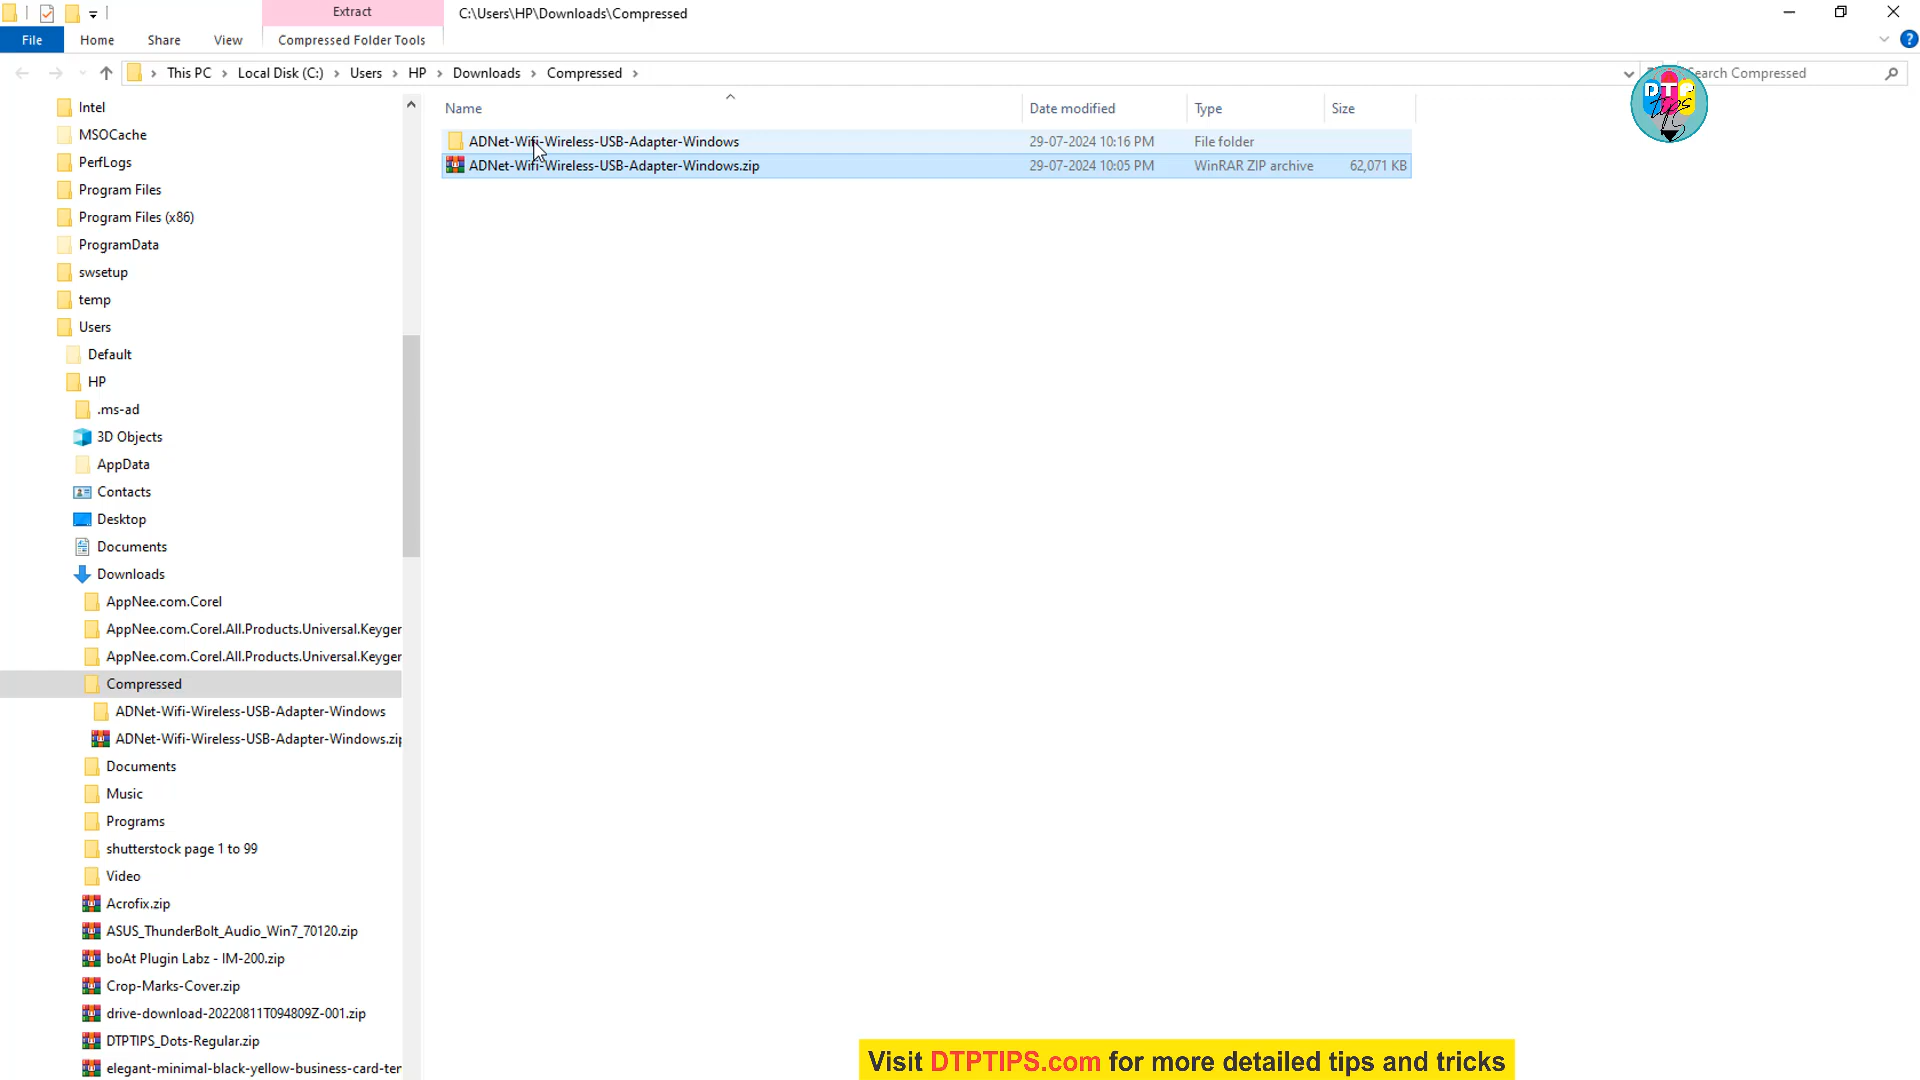 Extract
C:\Users\HP\Downloads\Compressed
File
Home
Share
View
Compressed Folder Tools
This PC › Local Disk (C:) › Users › HP › Downloads › Compressed ›
earch Compressed
DTP
tips
Name
Date modified
Type
Size
ADNet-Wifi-Wireless-USB-Adapter-Windows 29-07-2024 10:16 PM File folder
ADNet-Wifi-Wireless-USB-Adapter-Windows.zip 29-07-2024 10:05 PM WinRAR ZIP archive 62,071 KB
Intel
MSOCache
PerfLogs
Program Files
Program Files (x86)
ProgramData
swsetup
temp
Users
Default
HP
.ms-ad
3D Objects
AppData
Contacts
Desktop
Documents
Downloads
AppNee.com.Corel
AppNee.com.Corel.All.Products.Universal.Keyger
AppNee.com.Corel.All.Products.Universal.Keyger
Compressed
ADNet-Wifi-Wireless-USB-Adapter-Windows
ADNet-Wifi-Wireless-USB-Adapter-Windows.zip
Documents
Music
Programs
shutterstock page 1 to 99
Video
Acrofix.zip
ASUS_ThunderBolt_Audio_Win7_70120.zip
boAt Plugin Labz - IM-200.zip
Crop-Marks-Cover.zip
drive-download-20220811T094809Z-001.zip
DTPTIPS_Dots-Regular.zip
elegant-minimal-black-yellow-business-card-ter
Visit DTPTIPS.com for more detailed tips and tricks